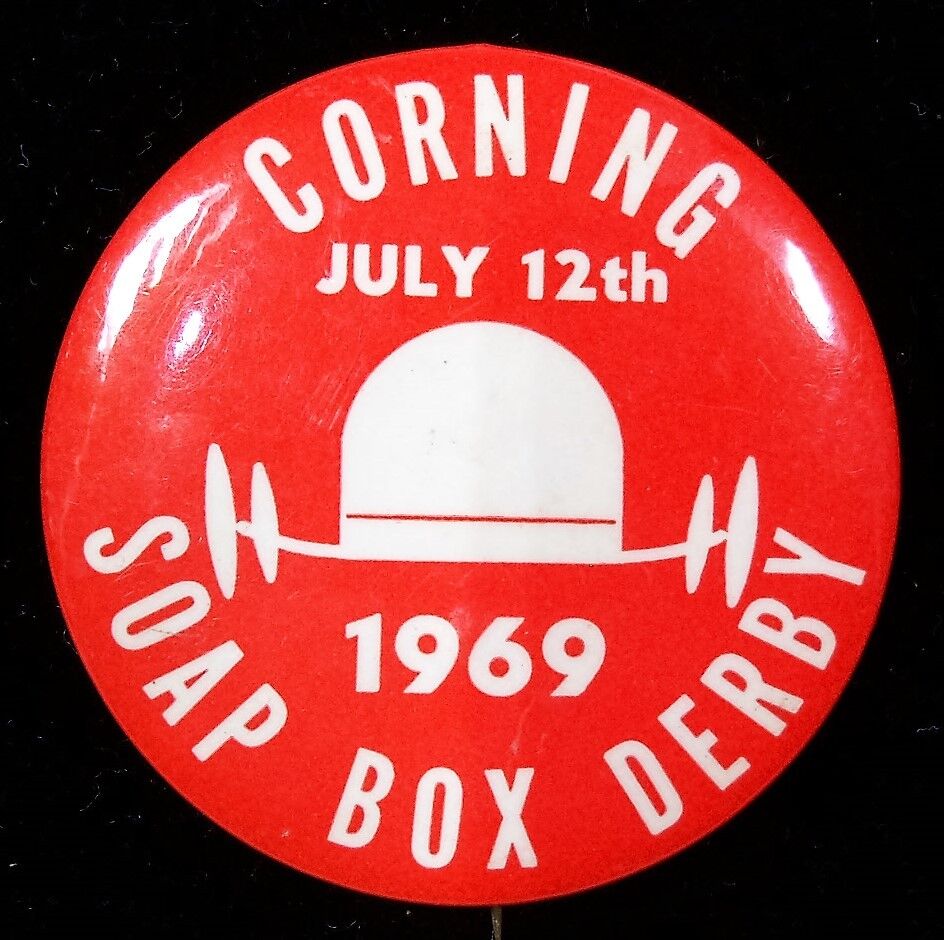 CORNING
JULY 12th
1969
SOAP BOX DERBY